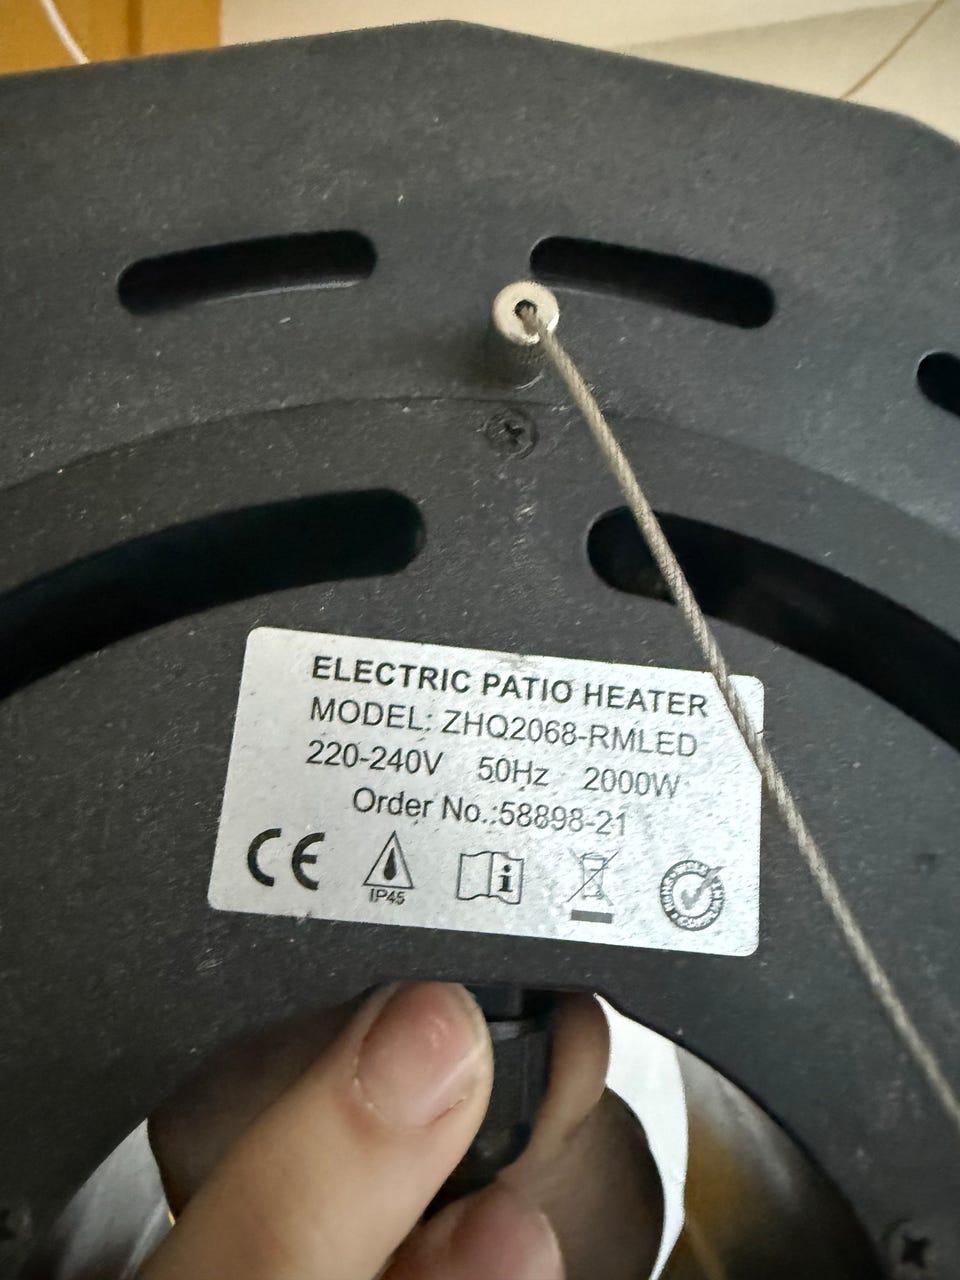 ELECTRIC PATIO HEATER
MODEL: ZHQ2068-RMLED
220-240V 50Hz 2000W
Order No.:58898-21
CE
IP45
i